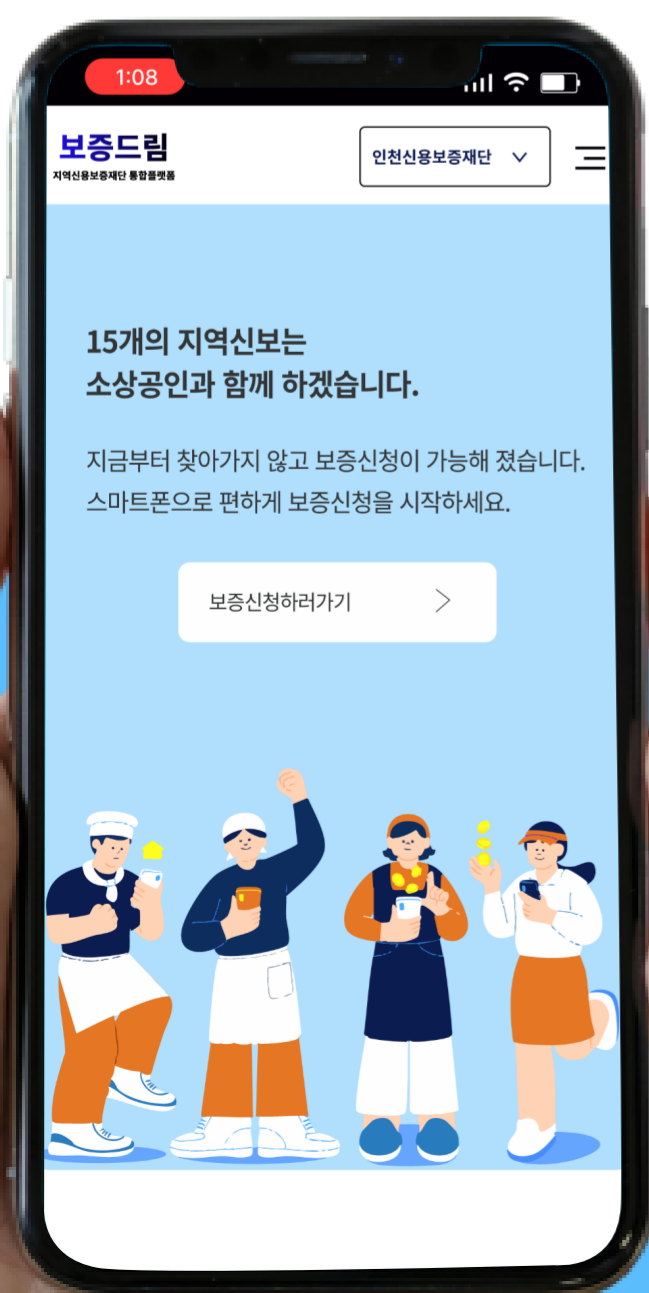 1:08
보증드림
지역신용보증재단 통합플랫폼
인천신용보증재단
15개의 지역신보는
소상공인과 함께 하겠습니다.
지금부터 찾아가지 않고 보증신청이 가능해 졌습니다.
스마트폰으로 편하게 보증신청을 시작하세요.
보증신청하러가기